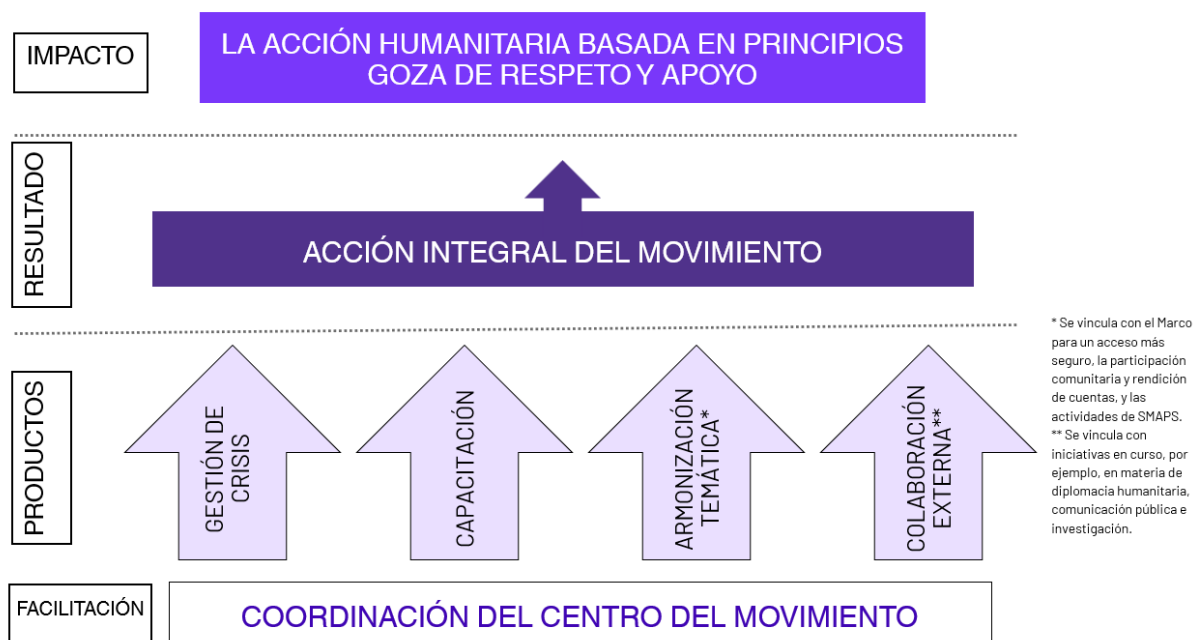 IMPACTO
LA ACCIÓN HUMANITARIA BASADA EN PRINCIPIOS
GOZA DE RESPETO Y APOYO
RESULTADO
ACCIÓN INTEGRAL DEL MOVIMIENTO
PRODUCTOS
GESTIÓN DE
CRISIS
CAPACITACIÓN
ARMONIZACIÓN
TEMÁTICA*
COLABORACIÓN
EXTERNA**
* Se vincula con el Marco
para un acceso más
seguro, la participación
comunitaria y rendición
de cuentas, y las
actividades de SMAPS.
** Se vincula con
iniciativas en curso, por
ejemplo, en materia de
diplomacia humanitaria,
comunicación pública e
investigación.
FACILITACIÓN
COORDINACIÓN DEL CENTRO DEL MOVIMIENTO